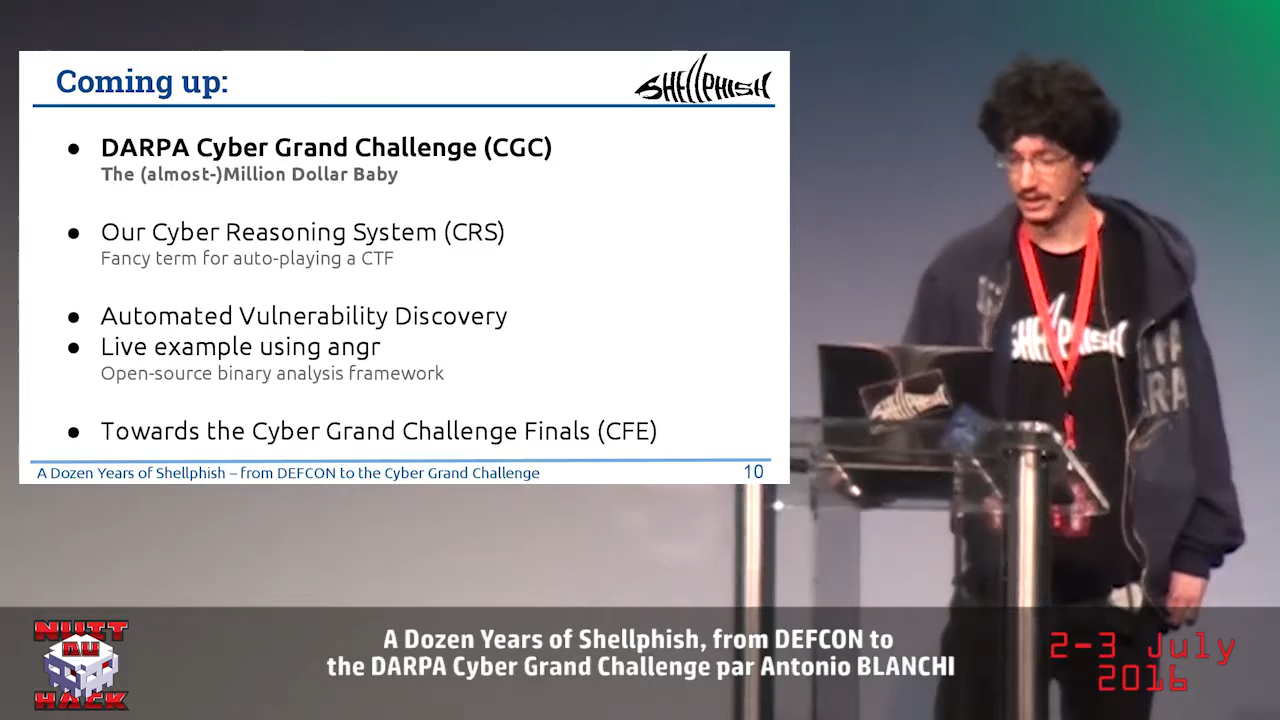 Coming up:
SHELLPHISH
● DARPA Cyber Grand Challenge (CGC)
The (almost-)Million Dollar Baby
● Our Cyber Reasoning System (CRS)
Fancy term for auto-playing a CTF
● Automated Vulnerability Discovery
● Live example using angr
Open-source binary analysis framework
● Towards the Cyber Grand Challenge Finals (CFE)
A Dozen Years of Shellphish – from DEFCON to the Cyber Grand Challenge
10
SHELLPHISH
SHELLPHISH
NUIT
DU
HACK
A Dozen Years of Shellphish, from DEFCON to
the DARPA Cyber Grand Challenge par Antonio BLANCHI
2-3 July
2016